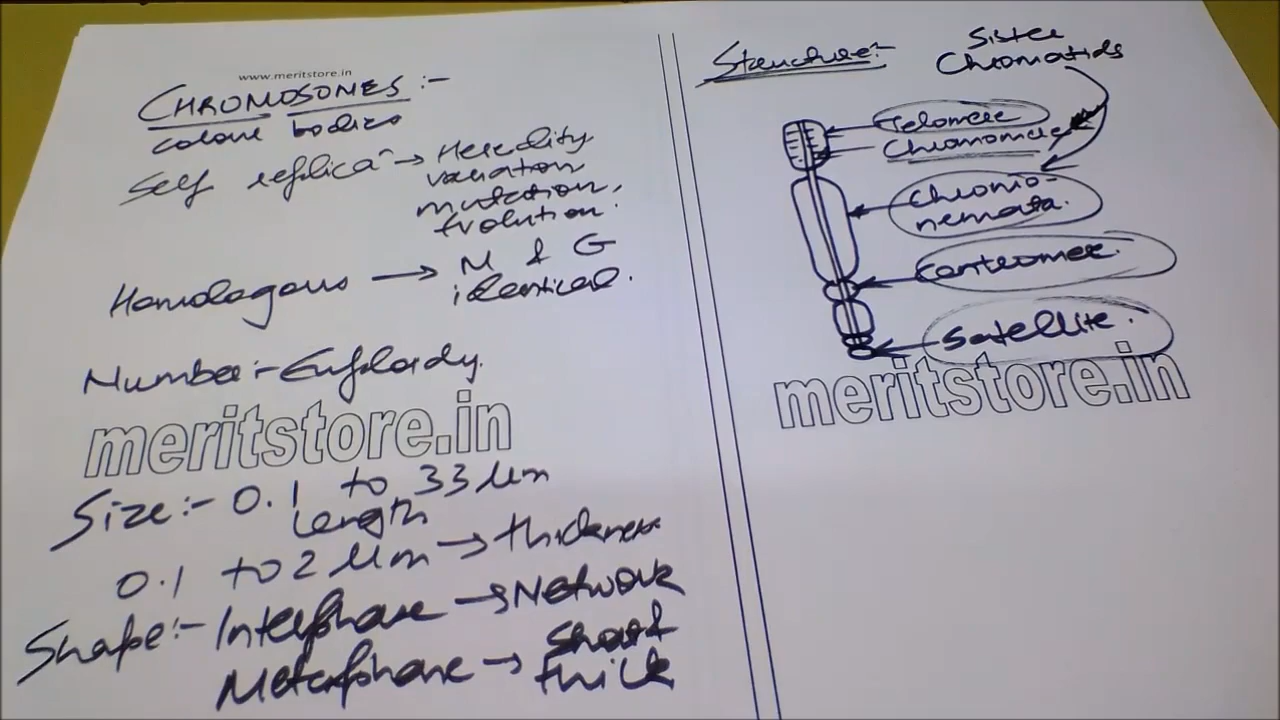 www.meritstore.in
CHROMOSOMES :-
colour bodies
Self replica^n → Heredity
variation
mutation,
Evolution.
Homologous → M & G
identical.
Number:- Euploidy.
meritstore.in
Size:- 0.1 to 33 μm
Length
0.1 to 2 μm → thickness
Shape:- Interphase → Network
Metaphase → Short
thick
Structure:-
Sister
Chromatids
Telomere
Chromomere
Chromo-
nemata.
Centromere.
Satellite.
meritstore.in